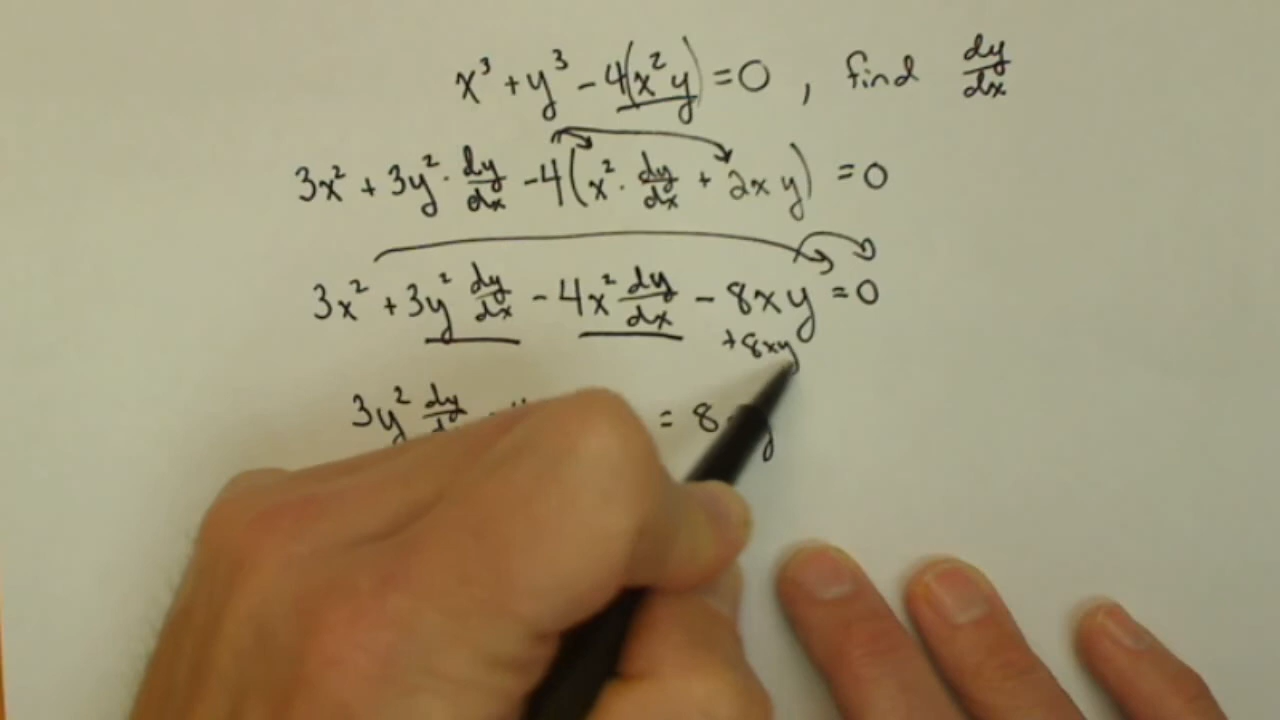 x³ + y³ - 4(x²y) = 0 , find dy/dx
3x² + 3y² · dy/dx - 4(x² · dy/dx + 2xy) = 0
3x² + 3y² dy/dx - 4x² dy/dx - 8xy = 0
+8xy
3y² dy/ = 8